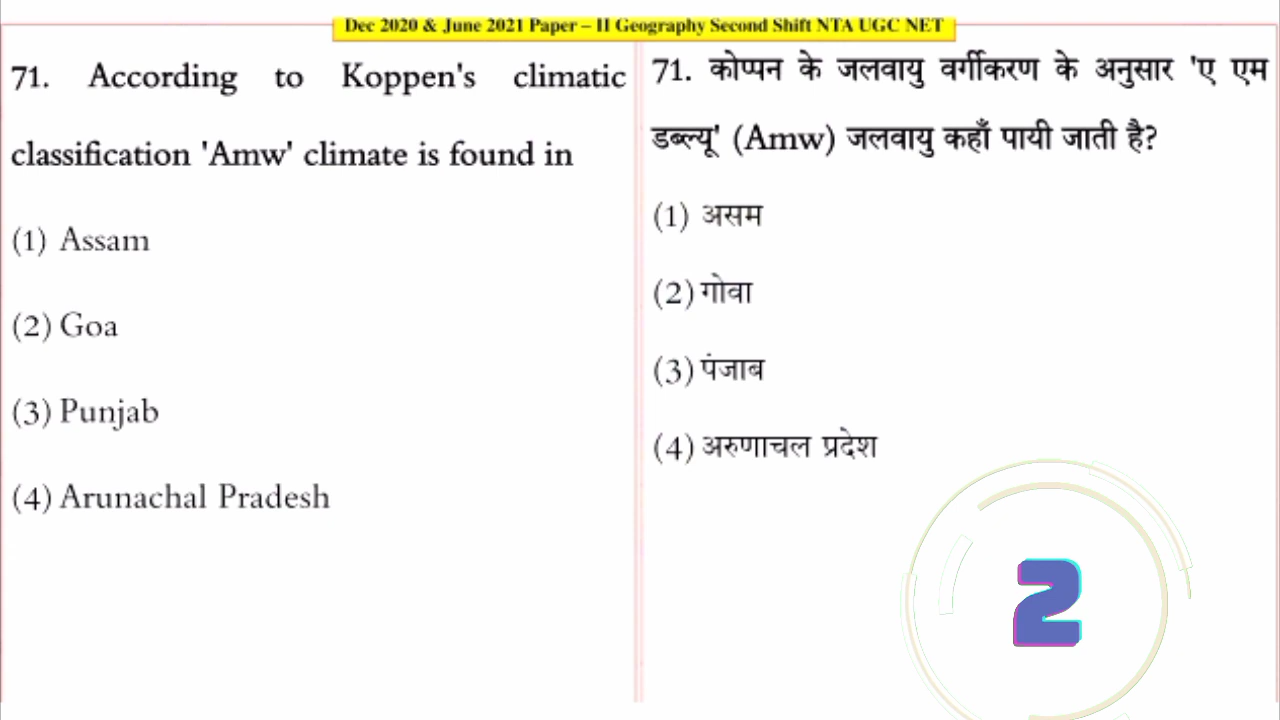 Dec 2020 & June 2021 Paper – II Geography Second Shift NTA UGC NET
71. According to Koppen's climatic
classification 'Amw' climate is found in
(1) Assam
(2) Goa
(3) Punjab
(4) Arunachal Pradesh
71. कोप्पन के जलवायु वर्गीकरण के अनुसार 'ए एम
डब्ल्यू' (Amw) जलवायु कहाँ पायी जाती है?
(1) असम
(2) गोवा
(3) पंजाब
(4) अरुणाचल प्रदेश
2